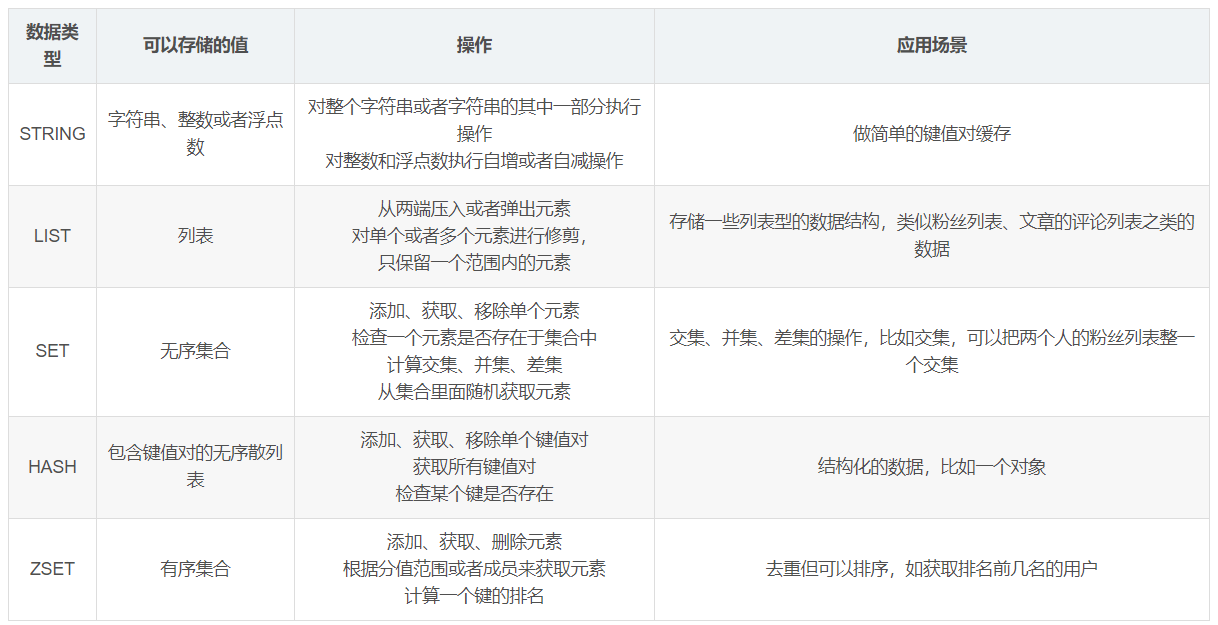 数据类
型
可以存储的值
操作
应用场景
STRING
字符串、整数或者浮点
数
对整个字符串或者字符串的其中一部分执行
操作
对整数和浮点数执行自增或者自减操作
做简单的键值对缓存
LIST
列表
从两端压入或者弹出元素
对单个或者多个元素进行修剪，
只保留一个范围内的元素
存储一些列表型的数据结构，类似粉丝列表、文章的评论列表之类的
数据
SET
无序集合
添加、获取、移除单个元素
检查一个元素是否存在于集合中
计算交集、并集、差集
从集合里面随机获取元素
交集、并集、差集的操作，比如交集，可以把两个人的粉丝列表整一
个交集
HASH
包含键值对的无序散列
表
添加、获取、移除单个键值对
获取所有键值对
检查某个键是否存在
结构化的数据，比如一个对象
ZSET
有序集合
添加、获取、删除元素
根据分值范围或者成员来获取元素
计算一个键的排名
去重但可以排序，如获取排名前几名的用户